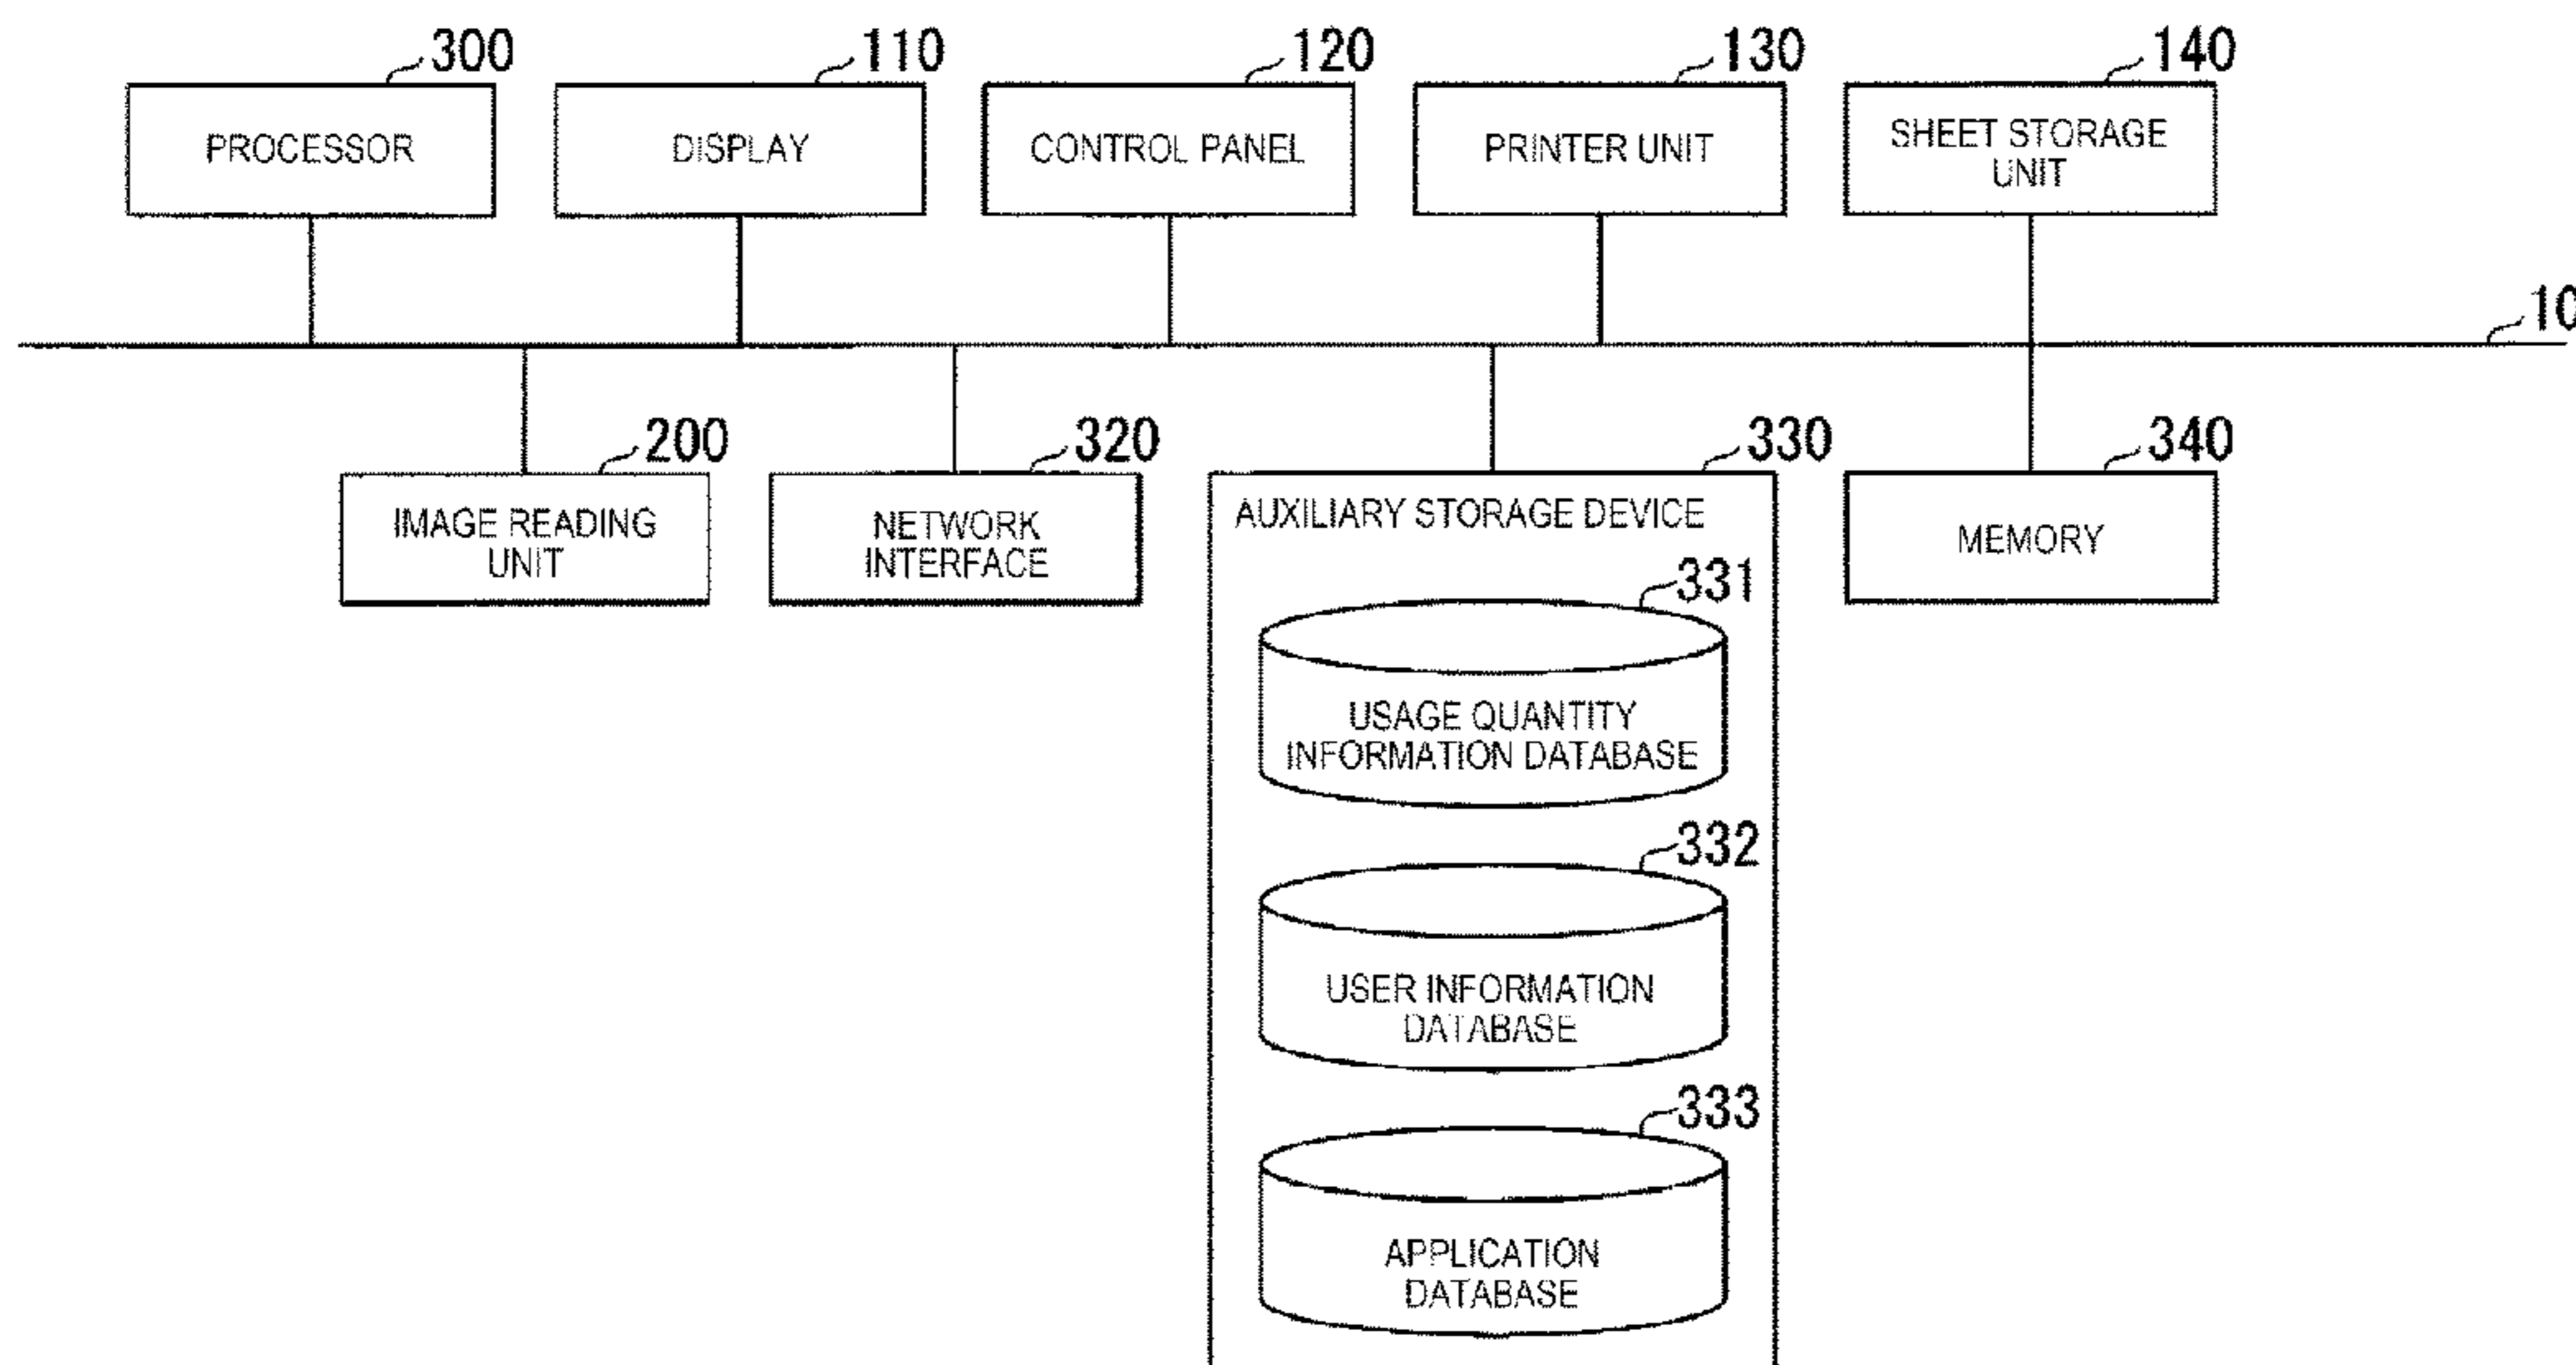 300
110
120
130
140
PROCESSOR
DISPLAY
CONTROL PANEL
PRINTER UNIT
SHEET STORAGE
UNIT
10
200
320
330
340
IMAGE READING
UNIT
NETWORK
INTERFACE
AUXILIARY STORAGE DEVICE
MEMORY
331
USAGE QUANTITY
INFORMATION DATABASE
332
USER INFORMATION
DATABASE
333
APPLICATION
DATABASE